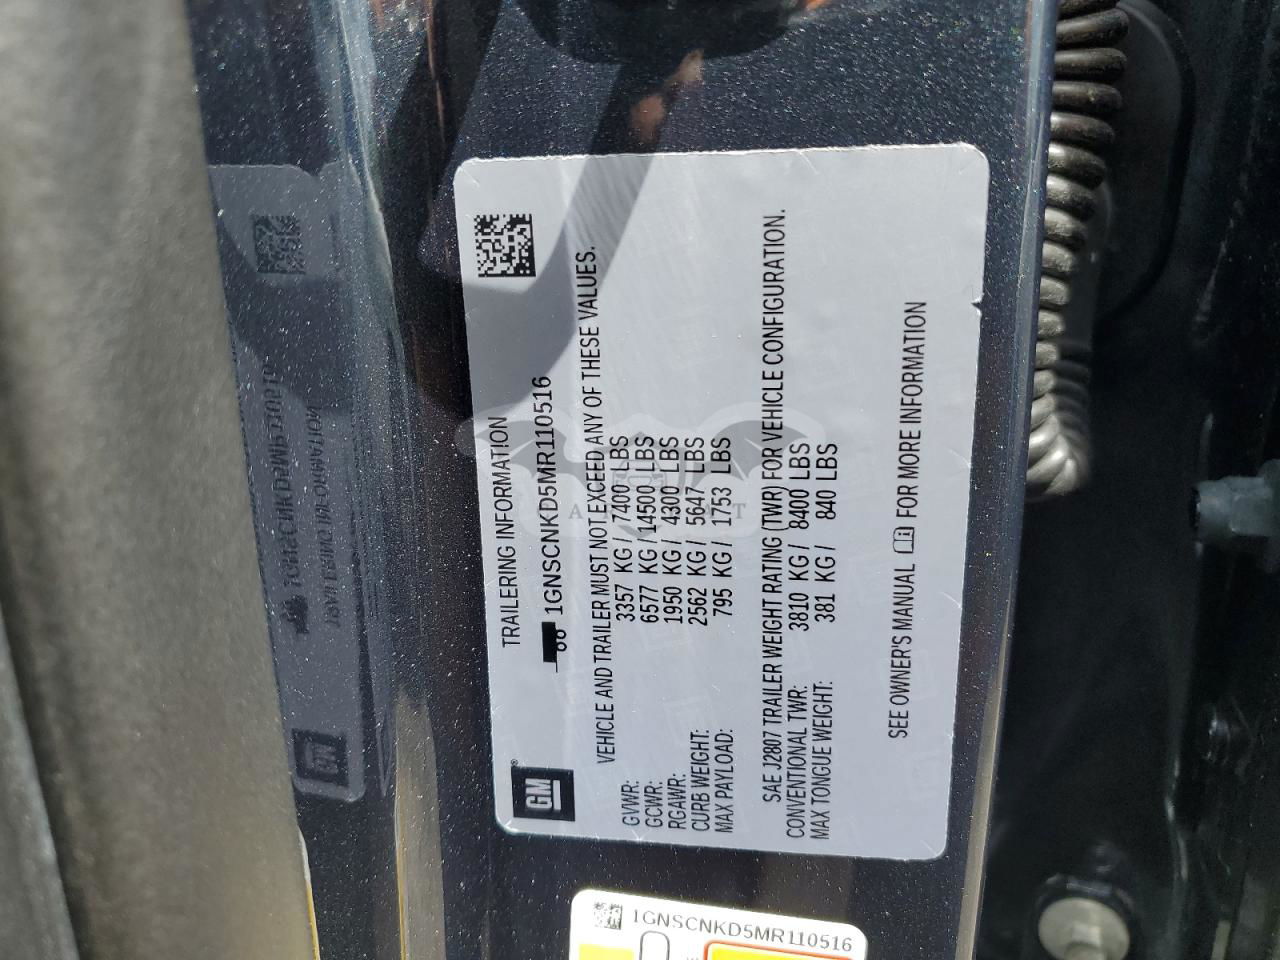 GM
TRAILERING INFORMATION
1GNSCNKD5MR110516
VEHICLE AND TRAILER MUST NOT EXCEED ANY OF THESE VALUES.
GVWR: 3357 KG / 7400 LBS
GCWR: 6577 KG / 14500 LBS
RGAWR: 1950 KG / 4300 LBS
CURB WEIGHT: 2562 KG / 5647 LBS
MAX PAYLOAD: 795 KG / 1753 LBS
SAE J2807 TRAILER WEIGHT RATING (TWR) FOR VEHICLE CONFIGURATION.
CONVENTIONAL TWR: 3810 KG / 8400 LBS
MAX TONGUE WEIGHT: 381 KG / 840 LBS
SEE OWNER'S MANUAL FOR MORE INFORMATION
1GNSCNKD5MR110516